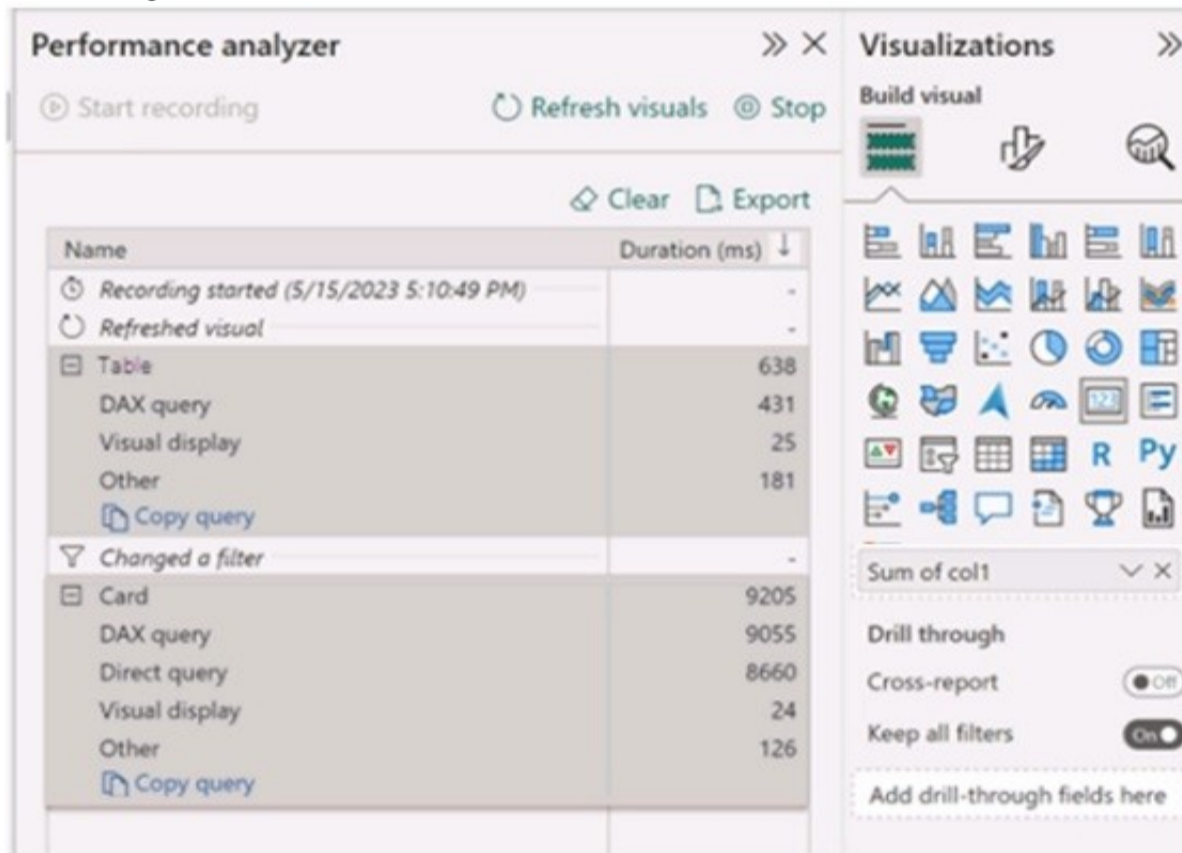 Performance analyzer
Start recording
Refresh visuals
Stop
Clear
Export
Name Duration (ms)
Recording started (5/15/2023 5:10:49 PM) -
Refreshed visual -
Table 638
DAX query 431
Visual display 25
Other 181
Copy query
Changed a filter -
Card 9205
DAX query 9055
Direct query 8660
Visual display 24
Other 126
Copy query
Visualizations
Build visual
123
R Py
Sum of col1
Drill through
Cross-report Off
Keep all filters On
Add drill-through fields here